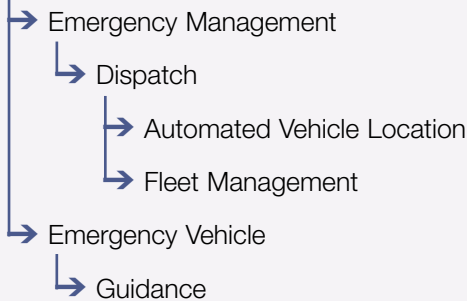 Emergency Management
Dispatch
Automated Vehicle Location
Fleet Management
Emergency Vehicle
Guidance